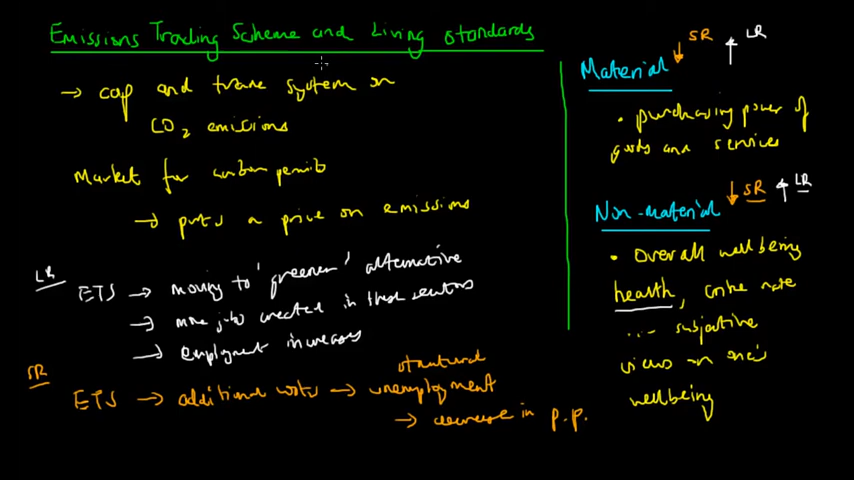 Emissions Trading Scheme and Living standards
→ cap and trade system on
CO2 emissions
Market for carbon permits
→ puts a price on emissions
LR
ETS → moving to 'greener' alternative
→ more jobs created in these sectors
→ employment increases
SR
ETS → additional costs → structural unemployment
→ decrease in p.p.
Material ↓ SR ↑ LR
• purchasing power of
goods and services
Non-material ↓ SR ↑ LR
• Overall wellbeing
health, crime rate
... subjective
views on their
wellbeing